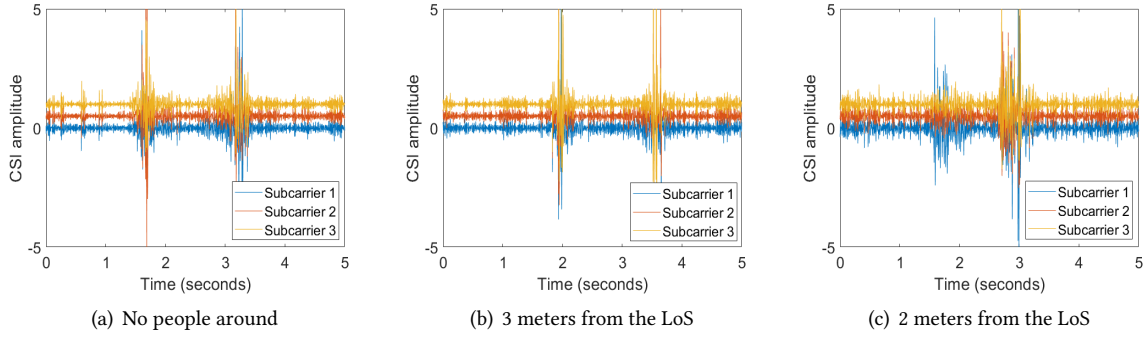 5
0
-5
CSI amplitude
0 1 2 3 4 5
Time (seconds)
Subcarrier 1
Subcarrier 2
Subcarrier 3
(a) No people around
5
0
-5
CSI amplitude
0 1 2 3 4 5
Time (seconds)
Subcarrier 1
Subcarrier 2
Subcarrier 3
(b) 3 meters from the LoS
5
0
-5
CSI amplitude
0 1 2 3 4 5
Time (seconds)
Subcarrier 1
Subcarrier 2
Subcarrier 3
(c) 2 meters from the LoS